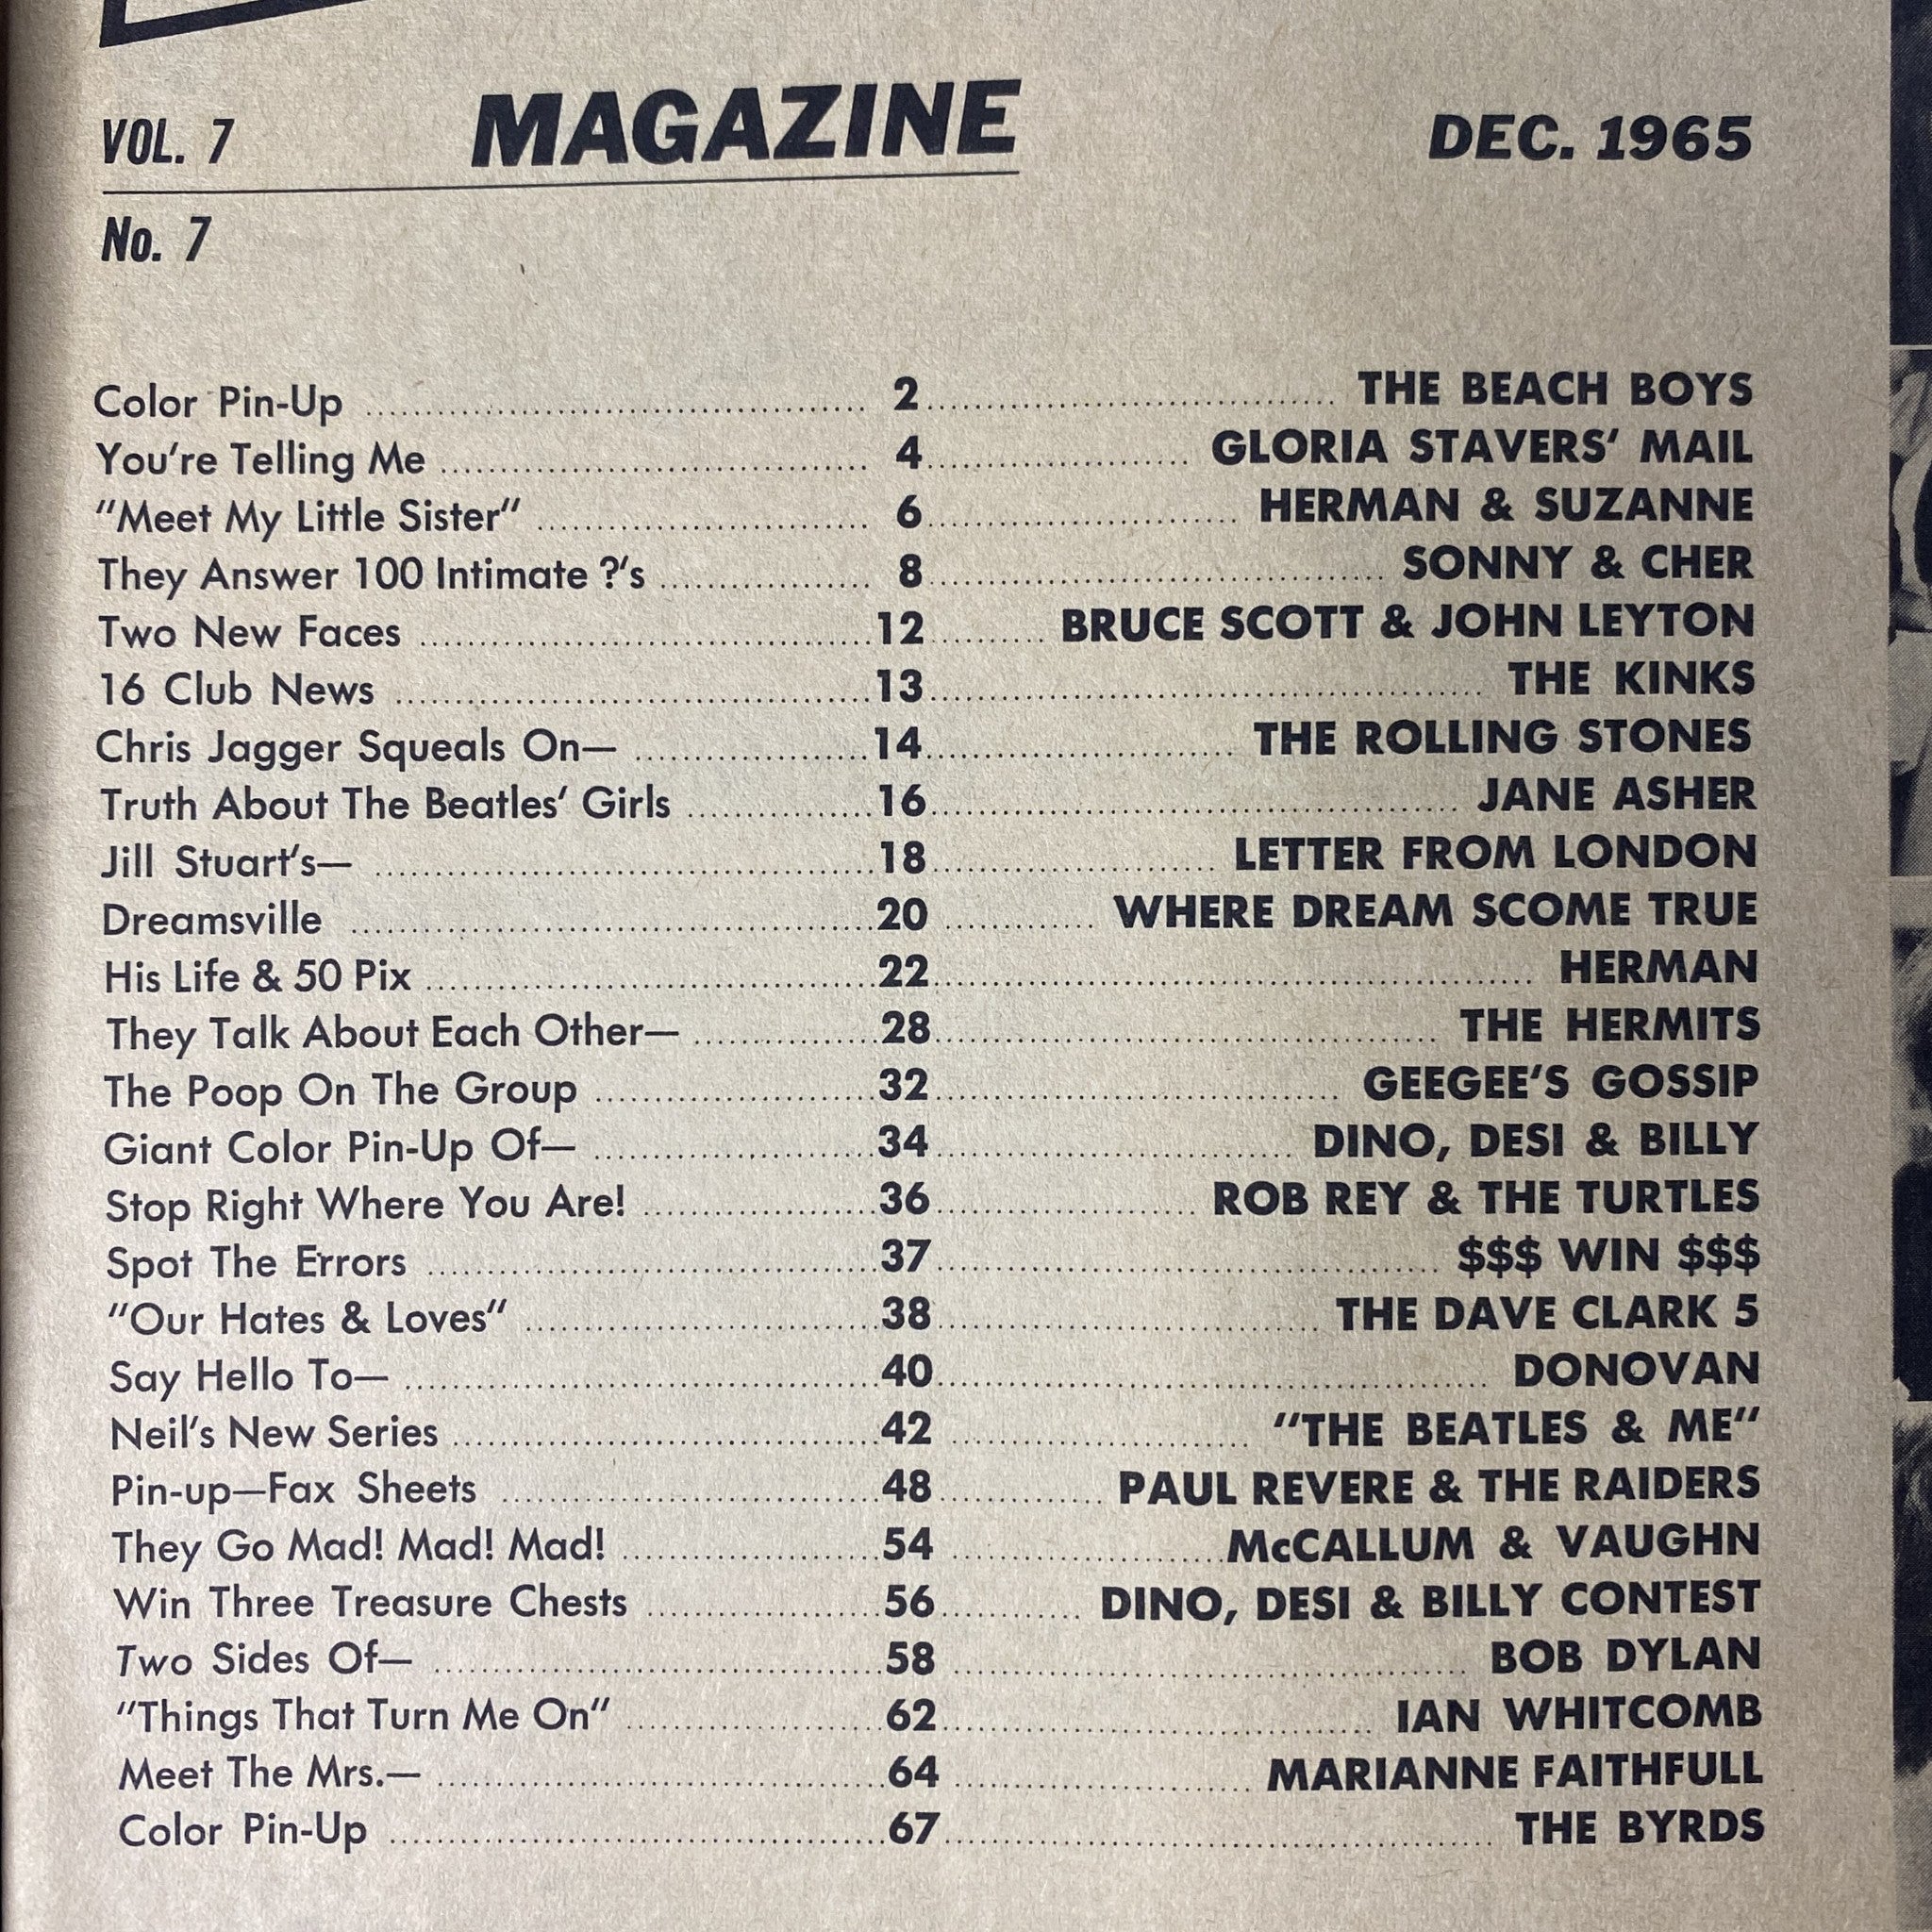 VOL. 7 MAGAZINE DEC. 1965
No. 7
Color Pin-Up 2 THE BEACH BOYS
You're Telling Me 4 GLORIA STAVERS' MAIL
"Meet My Little Sister" 6 HERMAN & SUZANNE
They Answer 100 Intimate ?'s 8 SONNY & CHER
Two New Faces 12 BRUCE SCOTT & JOHN LEYTON
16 Club News 13 THE KINKS
Chris Jagger Squeals On— 14 THE ROLLING STONES
Truth About The Beatles' Girls 16 JANE ASHER
Jill Stuart's— 18 LETTER FROM LONDON
Dreamsville 20 WHERE DREAM SCOME TRUE
His Life & 50 Pix 22 HERMAN
They Talk About Each Other— 28 THE HERMITS
The Poop On The Group 32 GEEGEE'S GOSSIP
Giant Color Pin-Up Of— 34 DINO, DESI & BILLY
Stop Right Where You Are! 36 ROB REY & THE TURTLES
Spot The Errors 37 $$$ WIN $$$
"Our Hates & Loves" 38 THE DAVE CLARK 5
Say Hello To— 40 DONOVAN
Neil's New Series 42 "THE BEATLES & ME"
Pin-up—Fax Sheets 48 PAUL REVERE & THE RAIDERS
They Go Mad! Mad! Mad! 54 McCALLUM & VAUGHN
Win Three Treasure Chests 56 DINO, DESI & BILLY CONTEST
Two Sides Of— 58 BOB DYLAN
"Things That Turn Me On" 62 IAN WHITCOMB
Meet The Mrs.— 64 MARIANNE FAITHFULL
Color Pin-Up 67 THE BYRDS